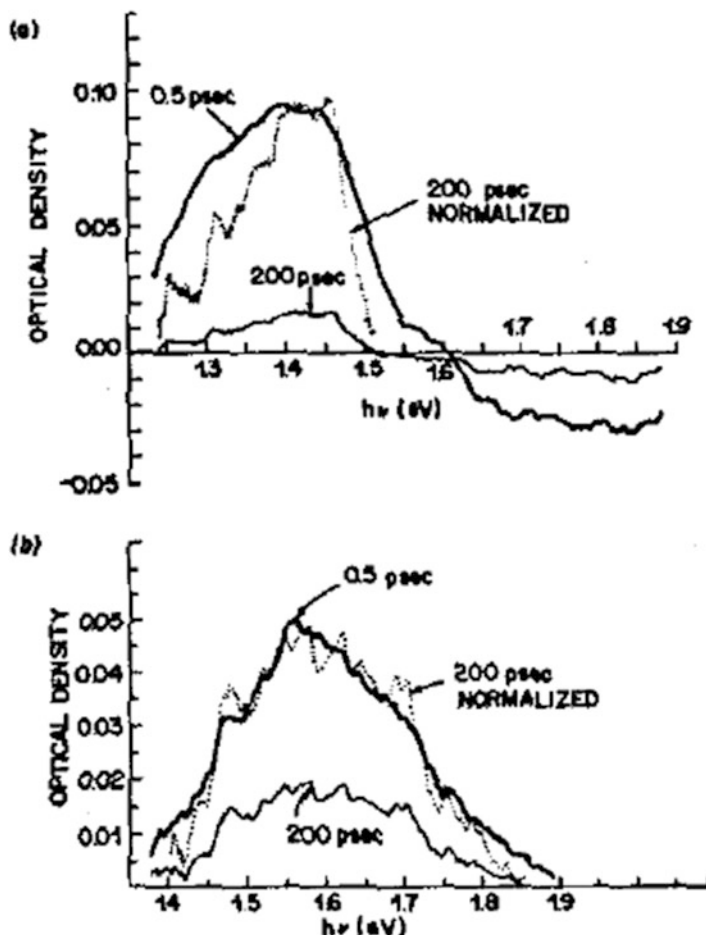 (a)
0.10
0.5 psec
OPTICAL DENSITY
0.05
200 psec
NORMALIZED
200 psec
0.00
1.3 1.4 1.5 1.6 1.7 1.8 1.9
hν (eV)
-0.05
(b)
0.05
0.5 psec
OPTICAL DENSITY
0.04
200 psec
NORMALIZED
0.03
0.02
0.01
200 psec
1.4 1.5 1.6 1.7 1.8 1.9
hν (eV)